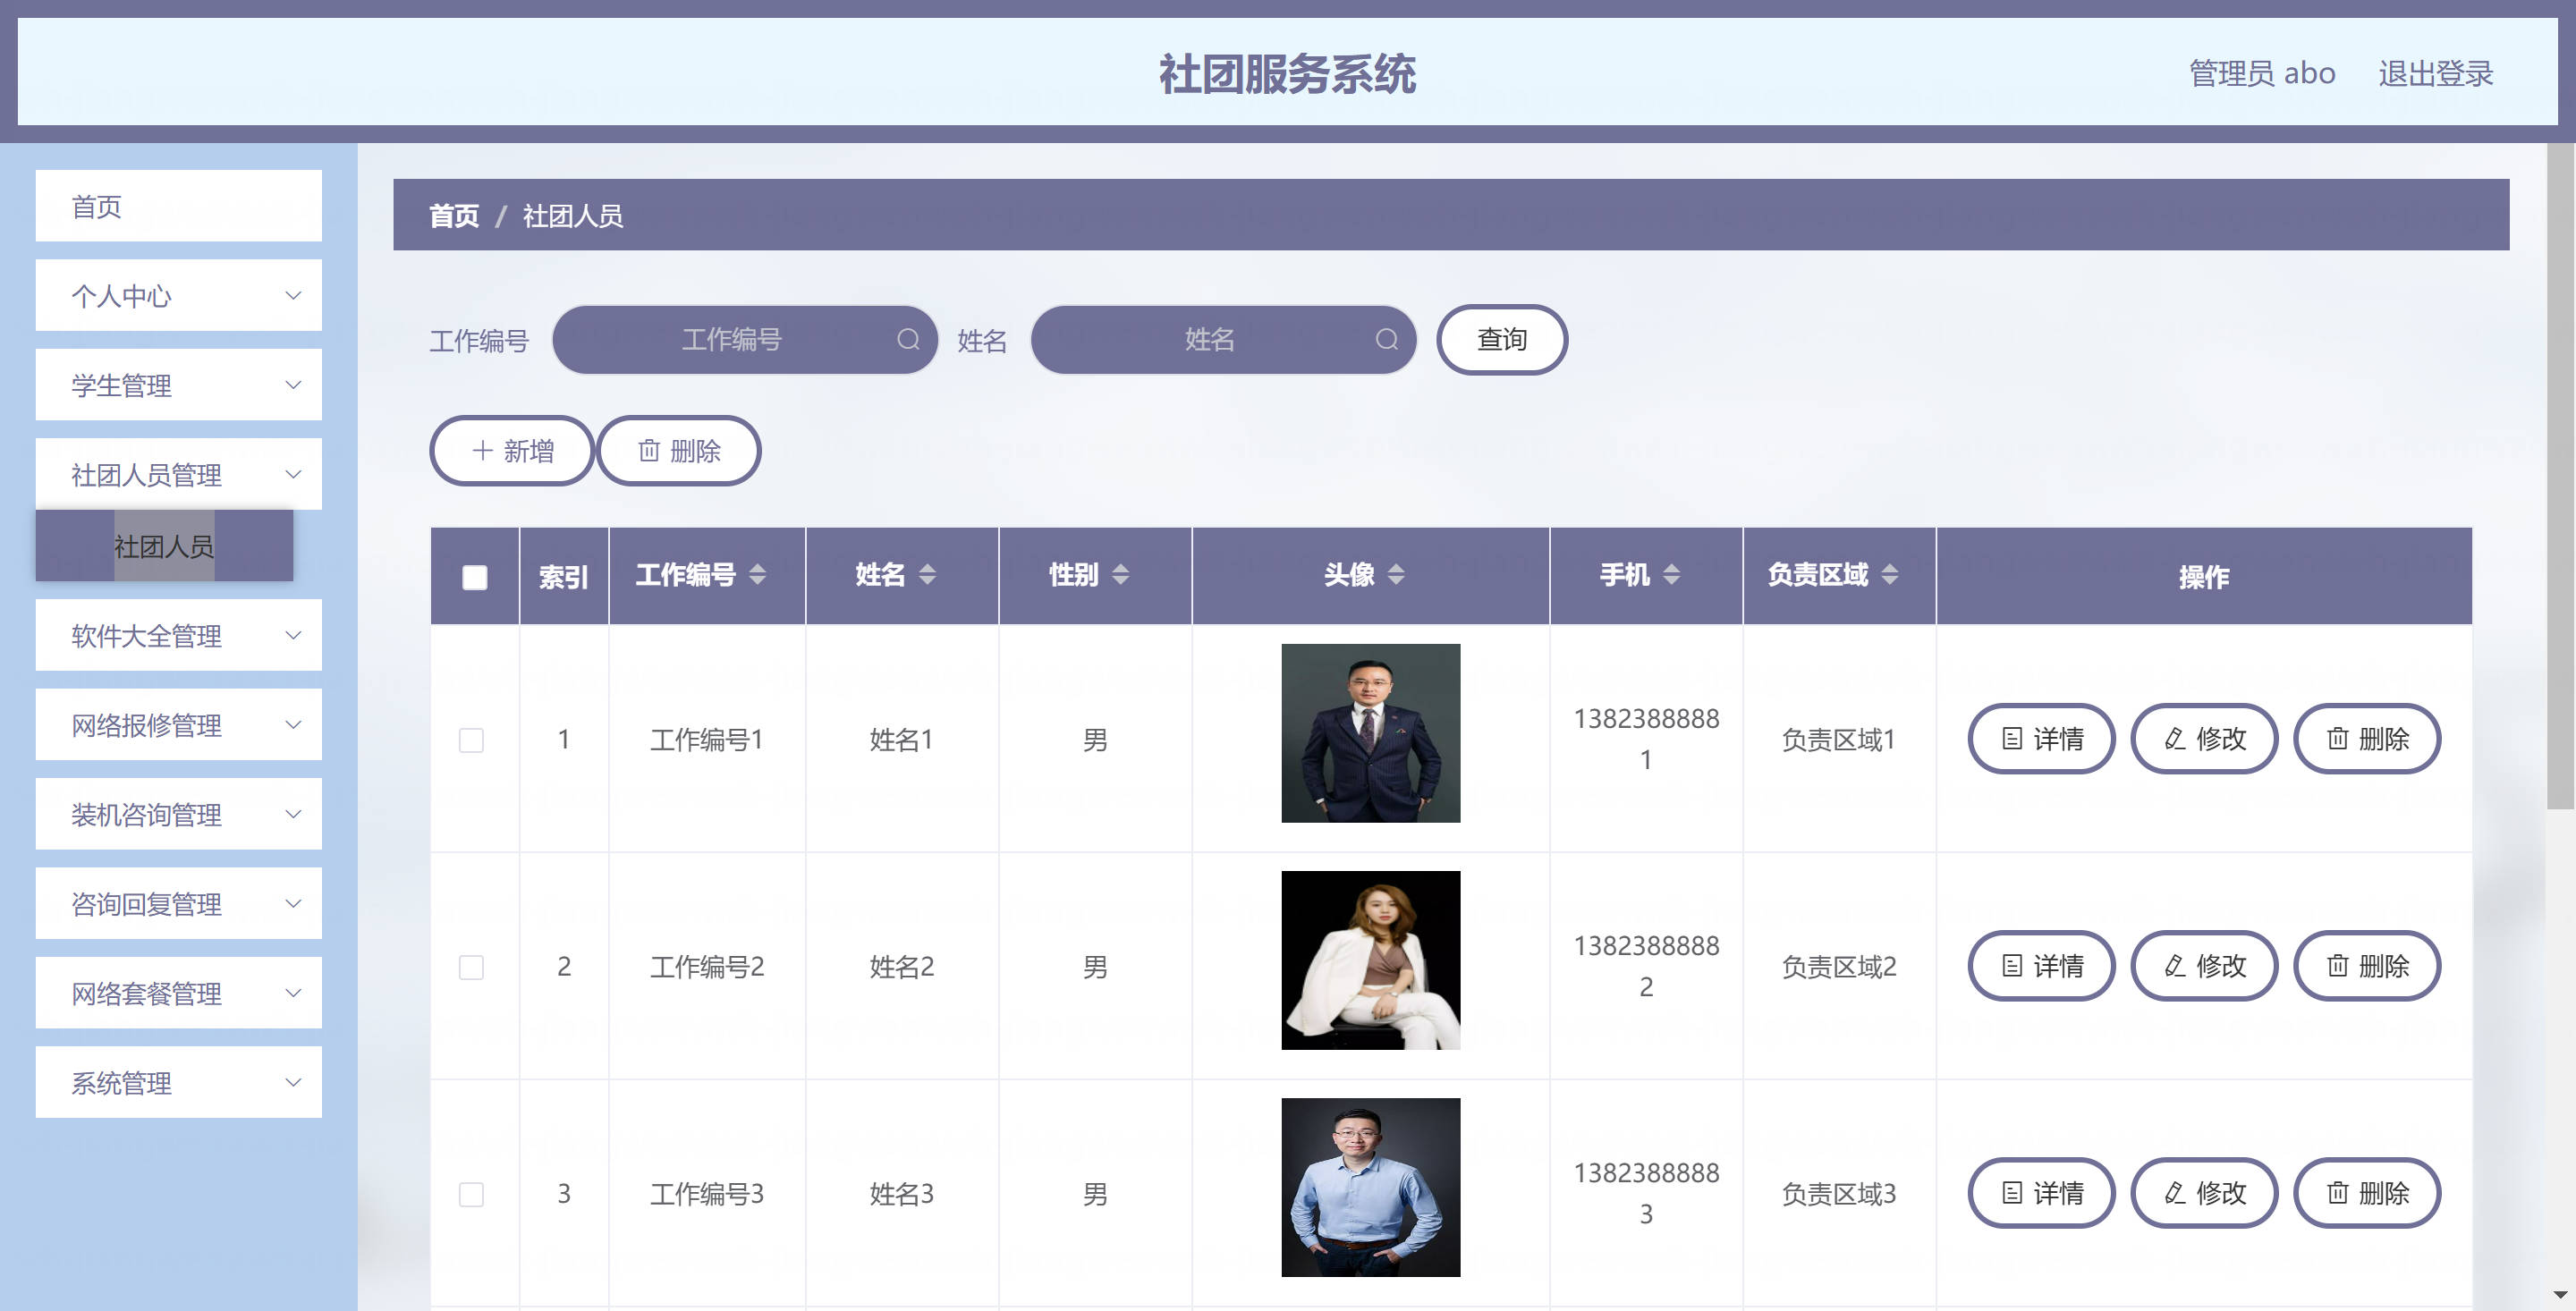 社团服务系统
管理员 abo 退出登录
首页
个人中心
学生管理
社团人员管理
社团人员
软件大全管理
网络报修管理
装机咨询管理
咨询回复管理
网络套餐管理
系统管理
首页 / 社团人员
工作编号 工作编号 姓名 姓名 查询
新增 删除
索引 工作编号 姓名 性别 头像 手机 负责区域 操作
1 工作编号1 姓名1 男 13823888881 负责区域1 详情 修改 删除
2 工作编号2 姓名2 男 13823888882 负责区域2 详情 修改 删除
3 工作编号3 姓名3 男 13823888883 负责区域3 详情 修改 删除